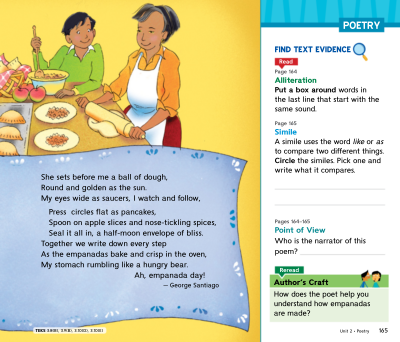 She sets before me a ball of dough,
Round and golden as the sun.
My eyes wide as saucers, I watch and follow,
Press circles flat as pancakes,
Spoon on apple slices and nose-tickling spices,
Seal it all in, a half-moon envelope of bliss.
Together we write down every step
As the empanadas bake and crisp in the oven,
My stomach rumbling like a hungry bear.
Ah, empanada day!
— George Santiago
POETRY
FIND TEXT EVIDENCE
Read
Page 164
Alliteration
Put a box around words in
the last line that start with the
same sound.
Page 165
Simile
A simile uses the word like or as
to compare two different things.
Circle the similes. Pick one and
write what it compares.
Pages 164-165
Point of View
Who is the narrator of this
poem?
Reread
Author's Craft
How does the poet help you
understand how empanadas
are made?
Unit 2 • Poetry 165